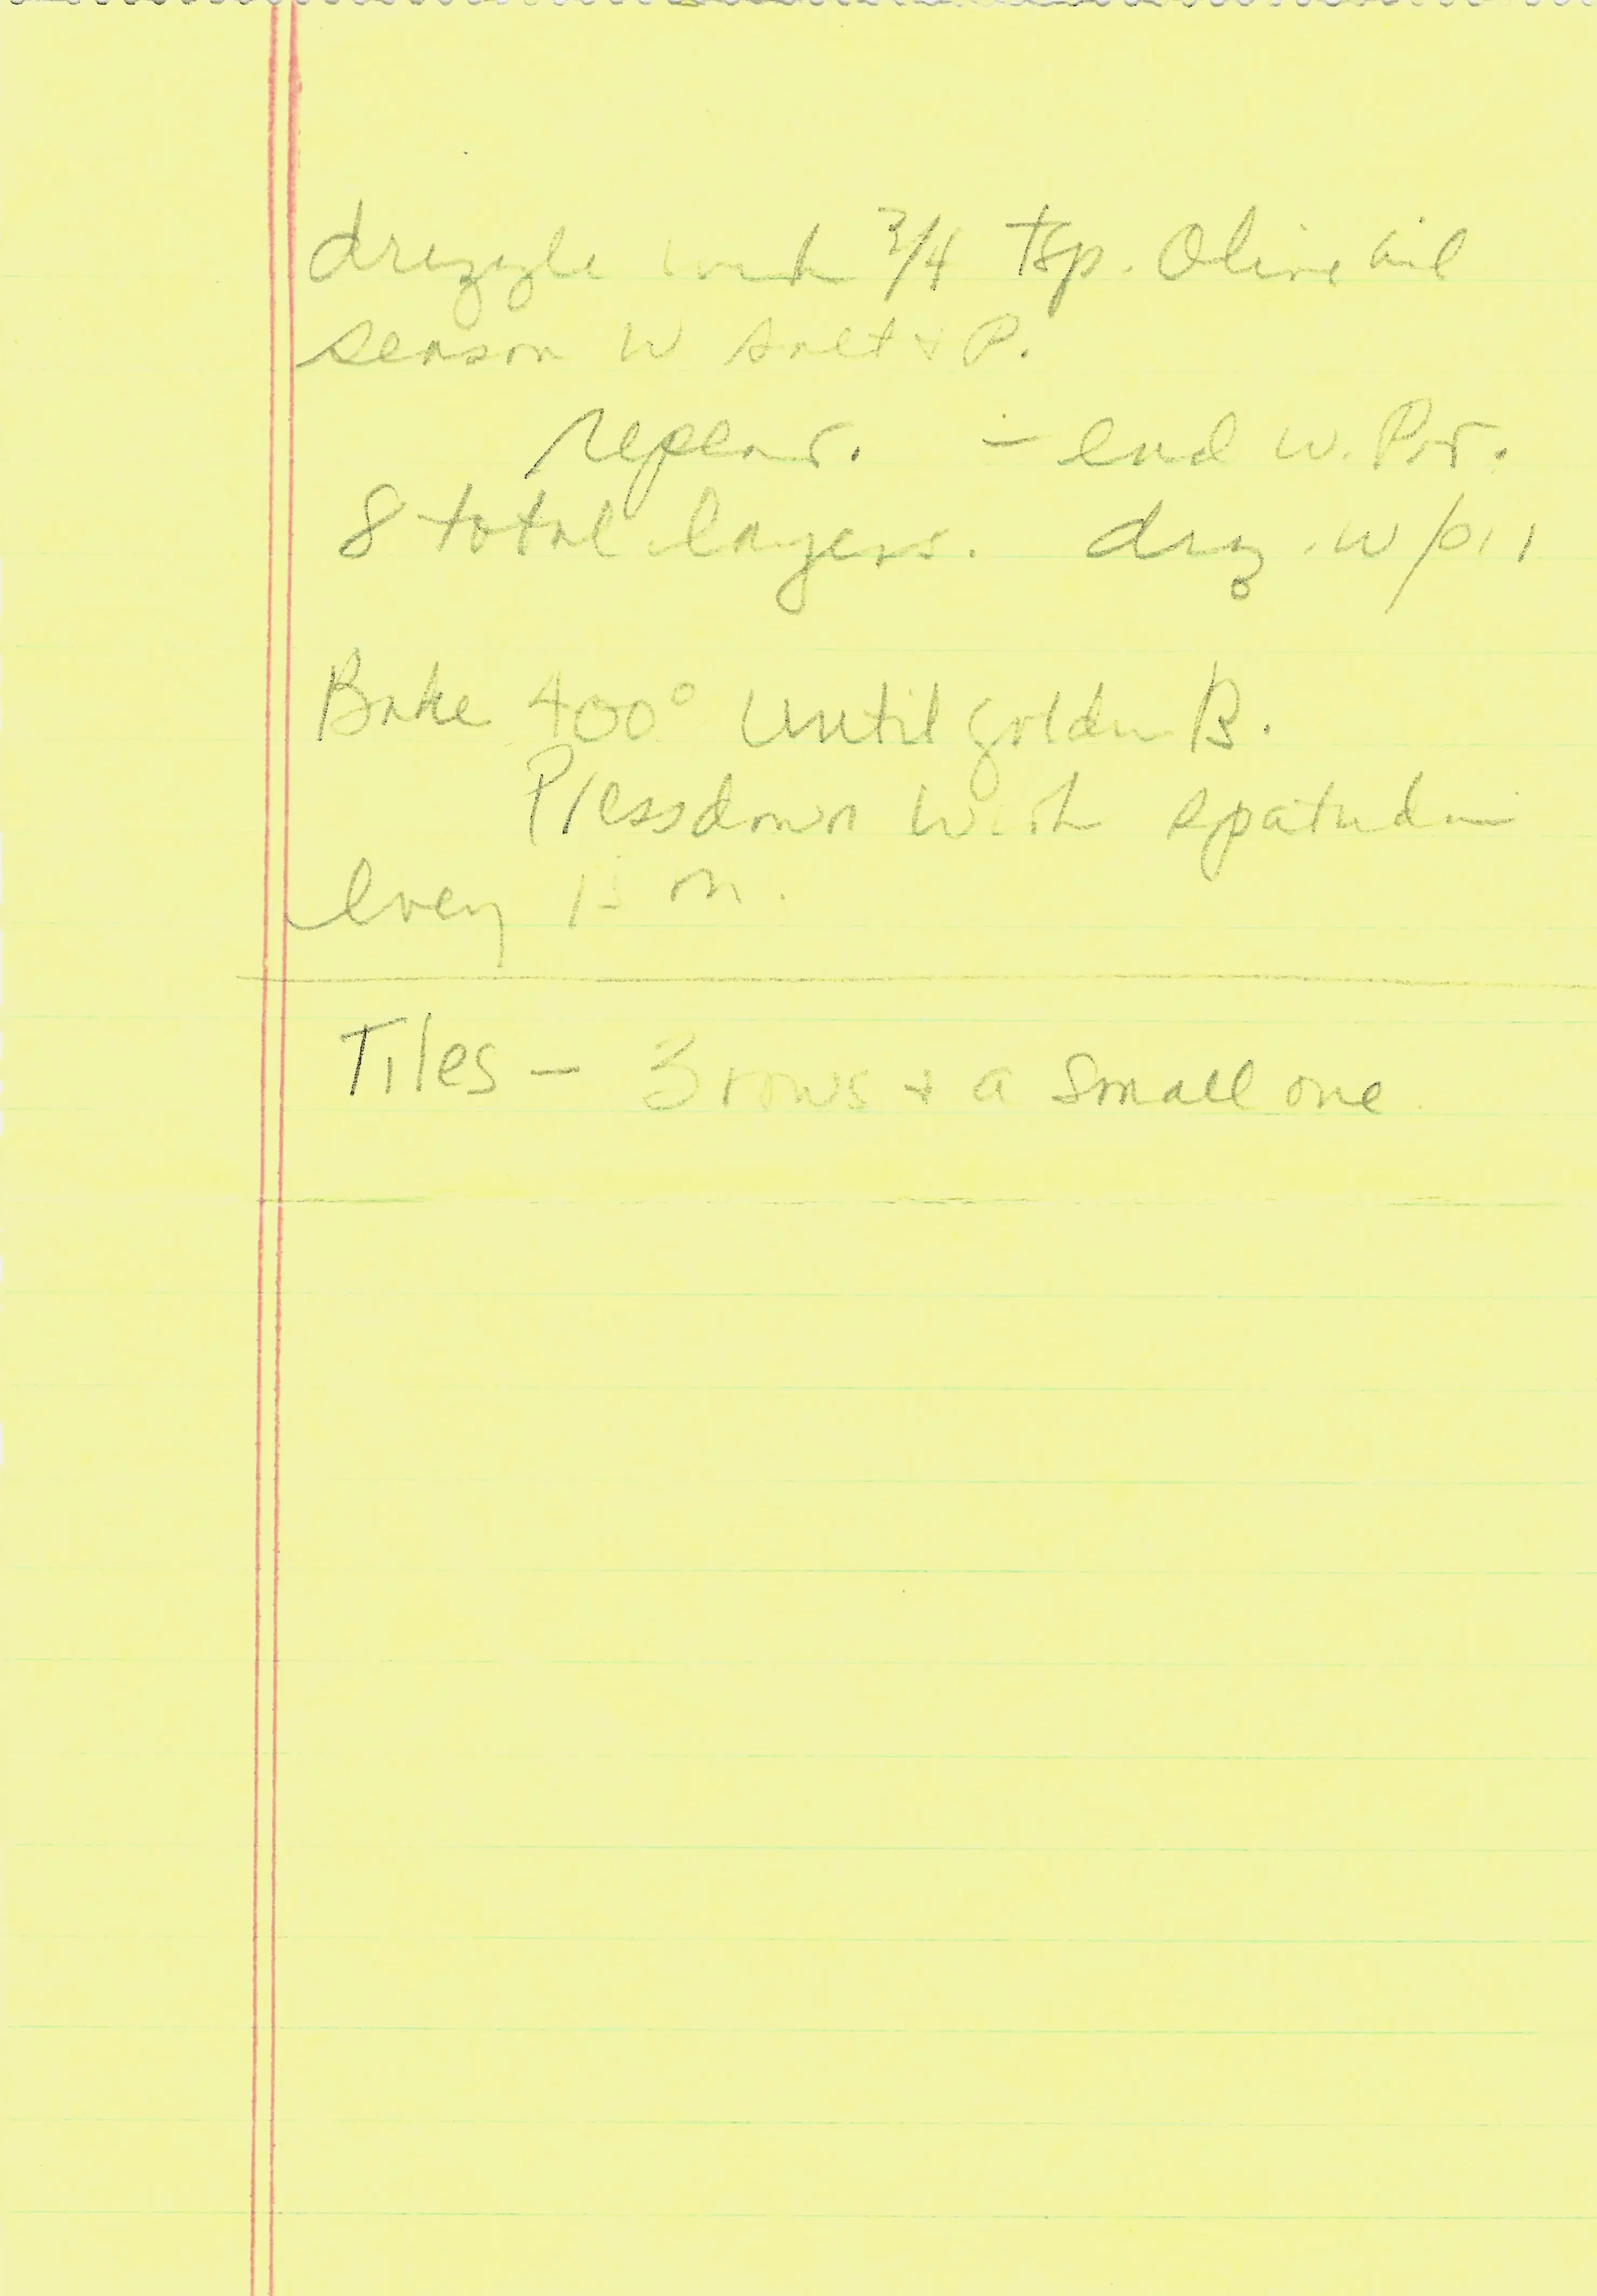 drizzle with 3/4 tsp. Olive oil
season w salt + P.
repeat. - end w. Pot.
8 total layers. driz. w/oil
Bake 400° until golden B.
Press down with spatula
every 15 m.
Tiles - 3 rows + a small one